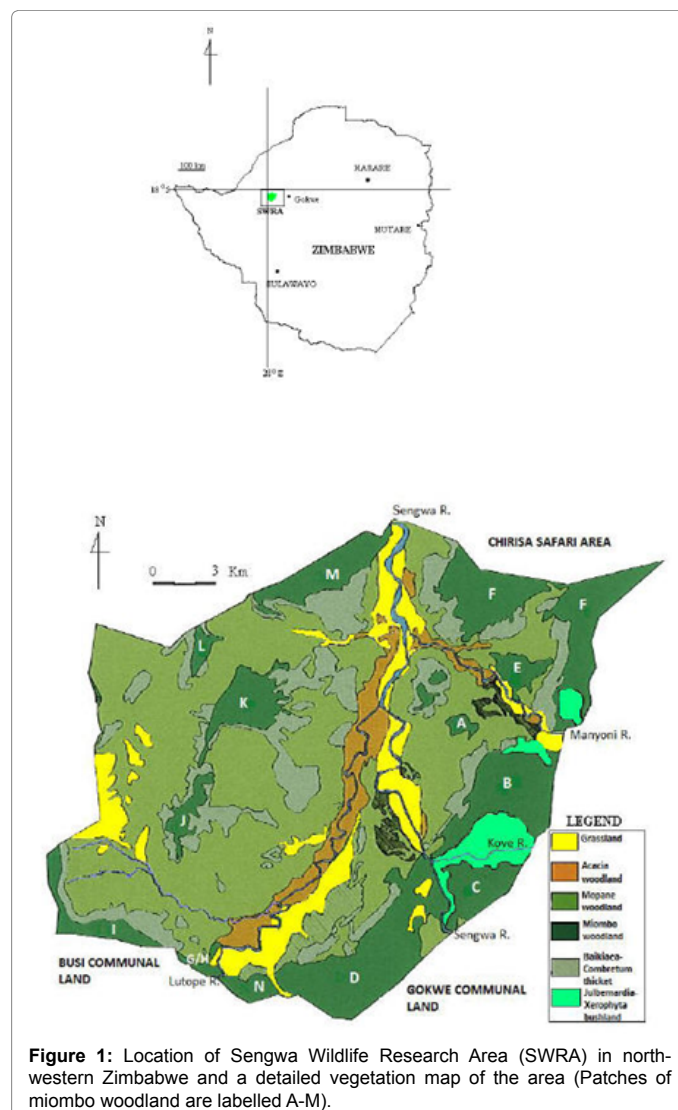 N
100 km
18° S
HARARE
Gokwe
SWRA
MUTARE
ZIMBABWE
BULAWAYO
28° E
Sengwa R.
N
CHIRISA SAFARI AREA
0 3 Km
M
F
F
L
E
K
A
Manyoni R.
B
J
LEGEND
Grassland
Kove R.
Acacia
woodland
C
Mopane
woodland
Miombo
woodland
I
Sengwa R.
G/H
BUSI COMMUNAL
LAND
Baikiaea-
Combretum
thicket
Lutope R.
N
D
GOKWE COMMUNAL
LAND
Julbernardia-
Xerophyta
bushland
Figure 1: Location of Sengwa Wildlife Research Area (SWRA) in north-
western Zimbabwe and a detailed vegetation map of the area (Patches of
miombo woodland are labelled A-M).